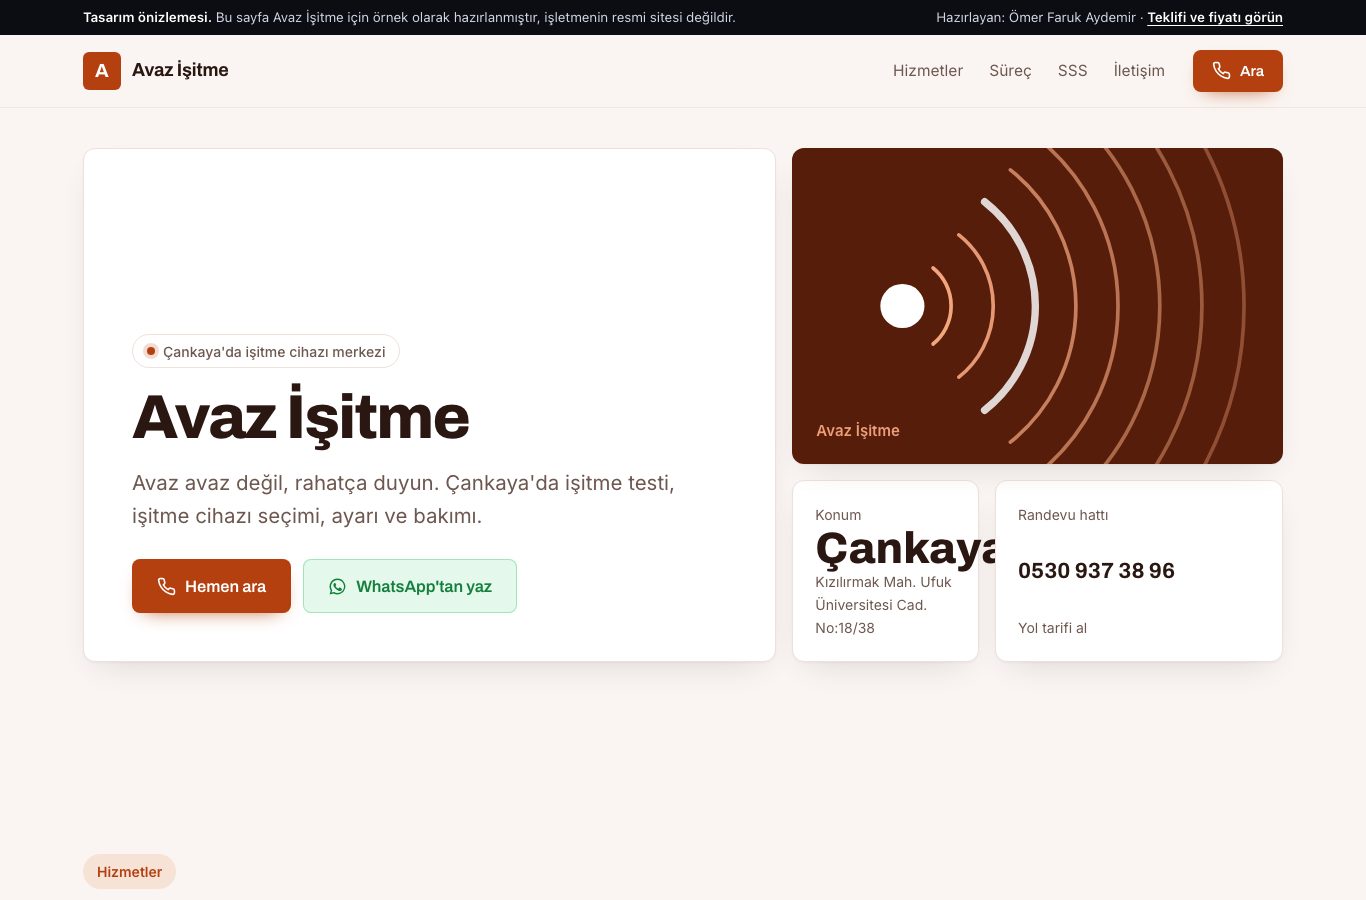 Tasarım önizlemesi. Bu sayfa Avaz İşitme için örnek olarak hazırlanmıştır, işletmenin resmi sitesi değildir.
Hazırlayan: Ömer Faruk Aydemir · Teklifi ve fiyatı görün
A
Avaz İşitme
Hizmetler
Süreç
SSS
İletişim
Ara
Çankaya'da işitme cihazı merkezi
Avaz İşitme
Avaz avaz değil, rahatça duyun. Çankaya'da işitme testi,
işitme cihazı seçimi, ayarı ve bakımı.
Hemen ara
WhatsApp'tan yaz
Avaz İşitme
Konum
Çankaya
Kızılırmak Mah. Ufuk
Üniversitesi Cad.
No:18/38
Randevu hattı
0530 937 38 96
Yol tarifi al
Hizmetler